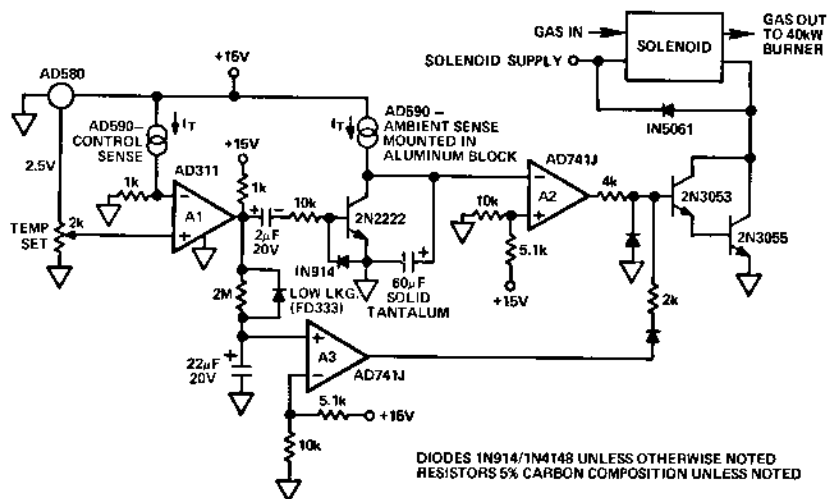 GAS IN
SOLENOID
GAS OUT
TO 40kW
BURNER
SOLENOID SUPPLY
IN5061
AD580
+15V
AD590–
CONTROL
SENSE
IT
AD590 –
AMBIENT SENSE
MOUNTED IN
ALUMINUM BLOCK
IT
2.5V
+15V
AD311
1k
1k
A1
TEMP
SET
2k
+
–
+
–
2μF
20V
10k
2N2222
IN914
+
60μF
SOLID
TANTALUM
AD741J
–
A2
+
10k
5.1k
+15V
4k
2N3053
2N3055
2k
2M
LOW LKG.
(FD333)
+
22μF
20V
+
A3
–
AD741J
5.1k
+15V
10k
DIODES 1N914/1N4148 UNLESS OTHERWISE NOTED
RESISTORS 5% CARBON COMPOSITION UNLESS NOTED